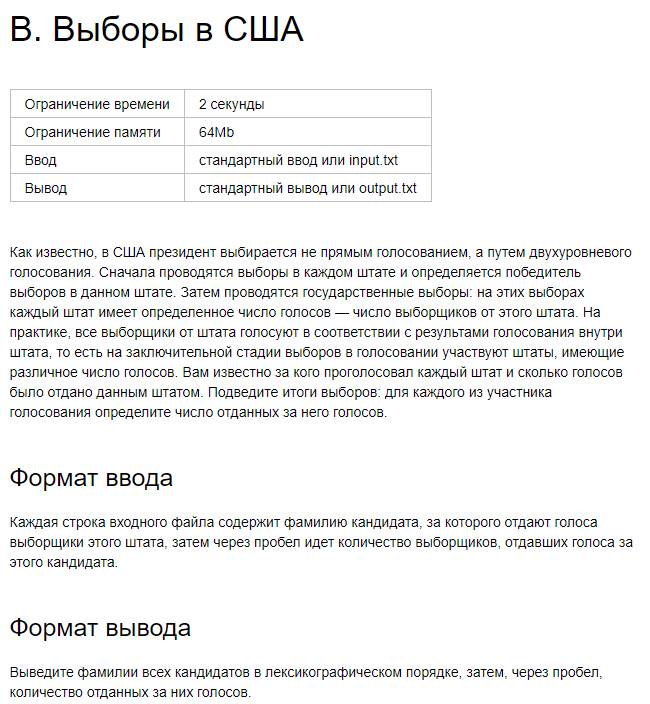 В. Выборы в США
Ограничение времени 2 секунды
Ограничение памяти 64Mb
Ввод стандартный ввод или input.txt
Вывод стандартный вывод или output.txt
Как известно, в США президент выбирается не прямым голосованием, а путем двухуровневого
голосования. Сначала проводятся выборы в каждом штате и определяется победитель
выборов в данном штате. Затем проводятся государственные выборы: на этих выборах
каждый штат имеет определенное число голосов — число выборщиков от этого штата. На
практике, все выборщики от штата голосуют в соответствии с результами голосования внутри
штата, то есть на заключительной стадии выборов в голосовании участвуют штаты, имеющие
различное число голосов. Вам известно за кого проголосовал каждый штат и сколько голосов
было отдано данным штатом. Подведите итоги выборов: для каждого из участника
голосования определите число отданных за него голосов.
Формат ввода
Каждая строка входного файла содержит фамилию кандидата, за которого отдают голоса
выборщики этого штата, затем через пробел идет количество выборщиков, отдавших голоса за
этого кандидата.
Формат вывода
Выведите фамилии всех кандидатов в лексикографическом порядке, затем, через пробел,
количество отданных за них голосов.